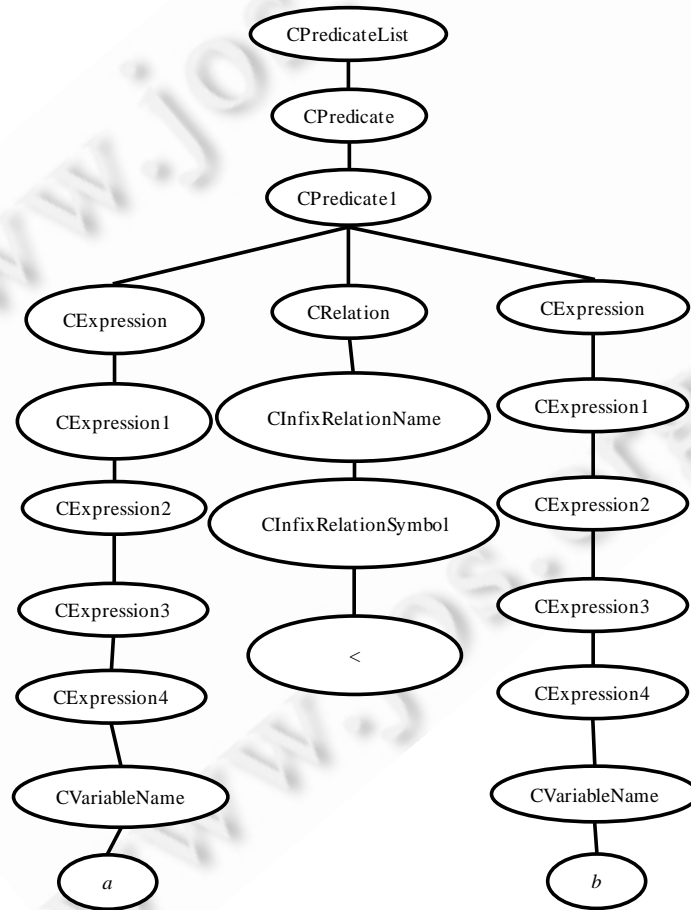 CPredicateList
CPredicate
CPredicate1
CExpression
CRelation
CExpression
CExpression1
CInfixRelationName
CExpression1
CExpression2
CInfixRelationSymbol
CExpression2
CExpression3
<
CExpression3
CExpression4
CExpression4
CVariableName
CVariableName
a
b